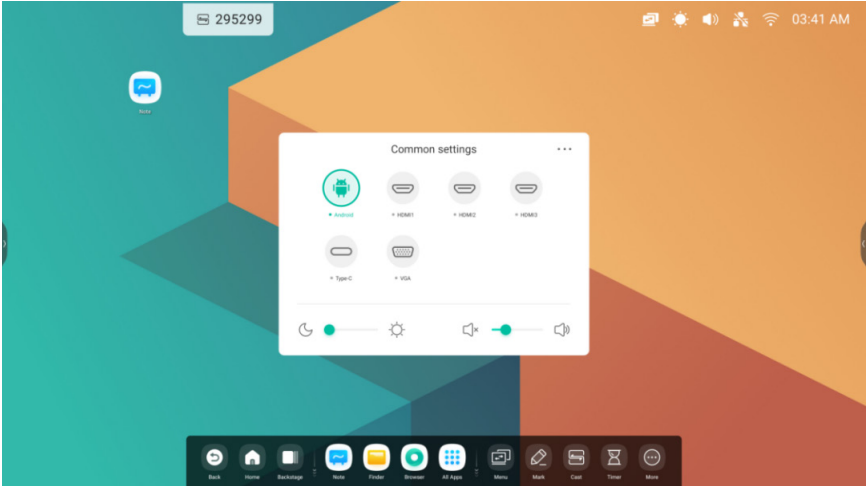 295299
03:41 AM
Note
Common settings
Android
HDMI1
HDMI2
HDMI3
Type-C
VGA
Back
Home
Backstage
Note
Finder
Browser
All Apps
Menu
Mark
Cast
Timer
More